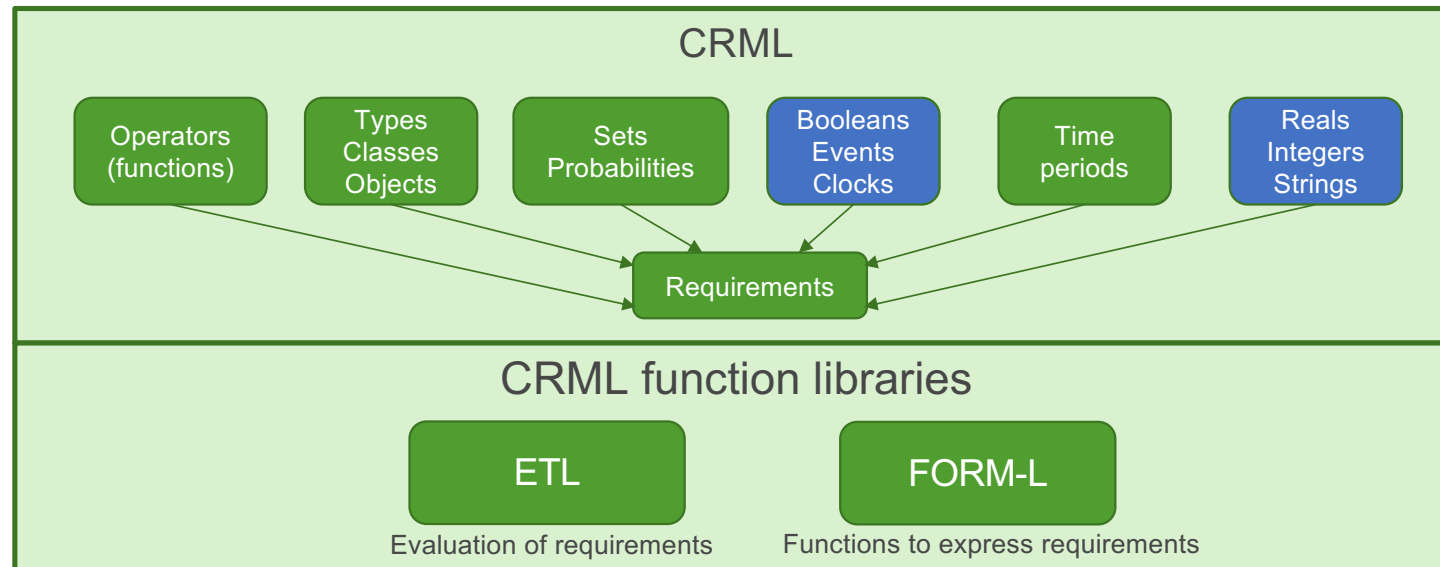 CRML
Operators
(functions)
Types
Classes
Objects
Sets
Probabilities
Booleans
Events
Clocks
Time
periods
Reals
Integers
Strings
Requirements
CRML function libraries
ETL
FORM-L
Evaluation of requirements
Functions to express requirements